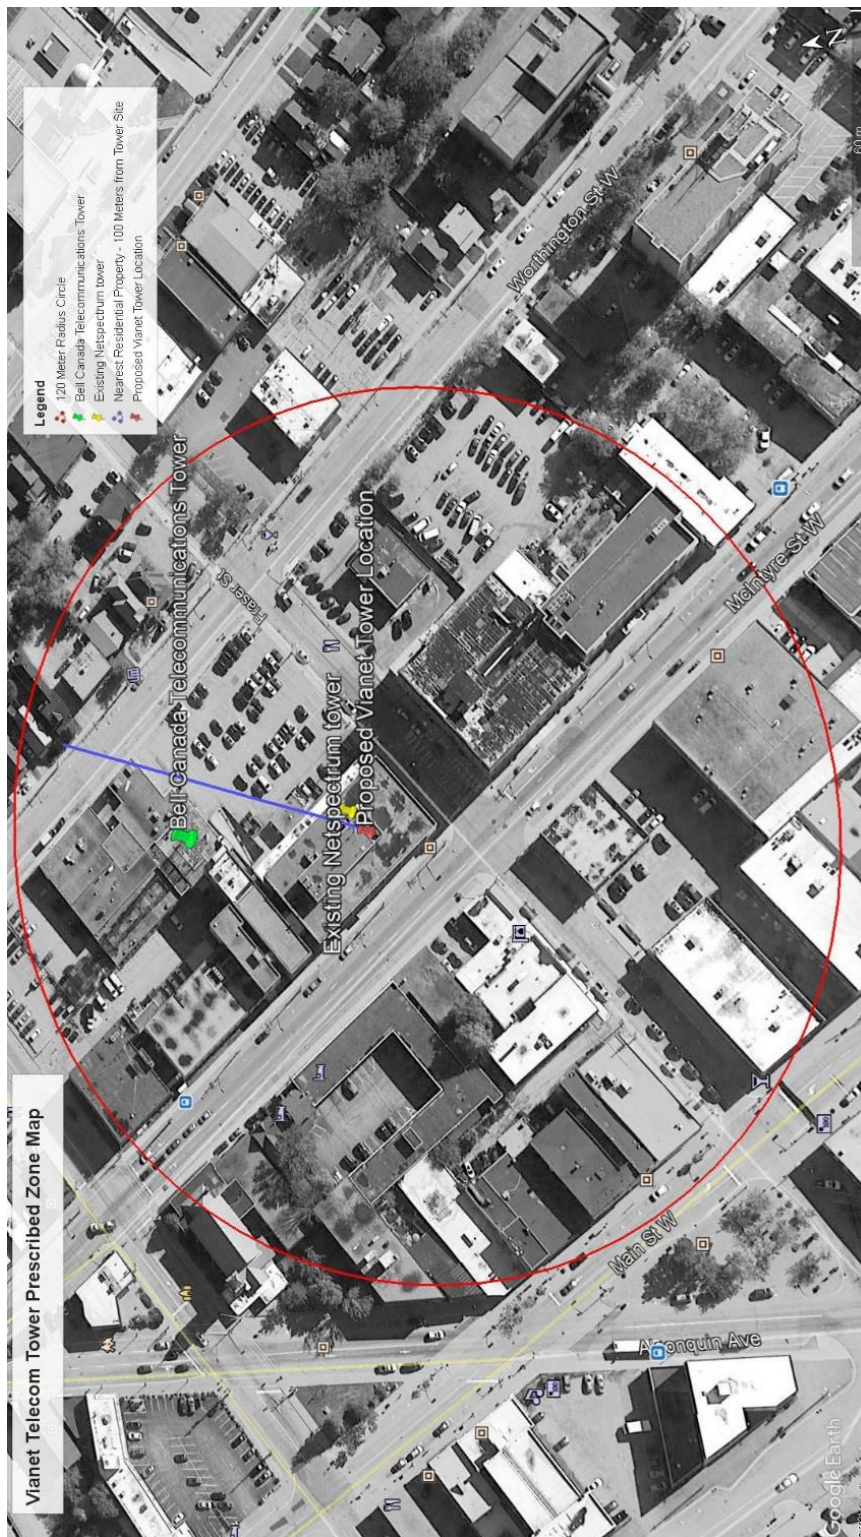 Vianet Telecom Tower Prescribed Zone Map
Legend
120 Meter Radius Circle
Bell Canada Telecommunications Tower
Existing Netspectrum tower
Nearest Residential Property - 100 Meters from Tower Site
Proposed Vianet Tower Location
Bell Canada Telecommunications Tower
Fraser St
Existing Netspectrum tower
Proposed Vianet Tower Location
Worthington St W
McIntyre St W
Main St W
Algonquin Ave
Google Earth
N
60 m